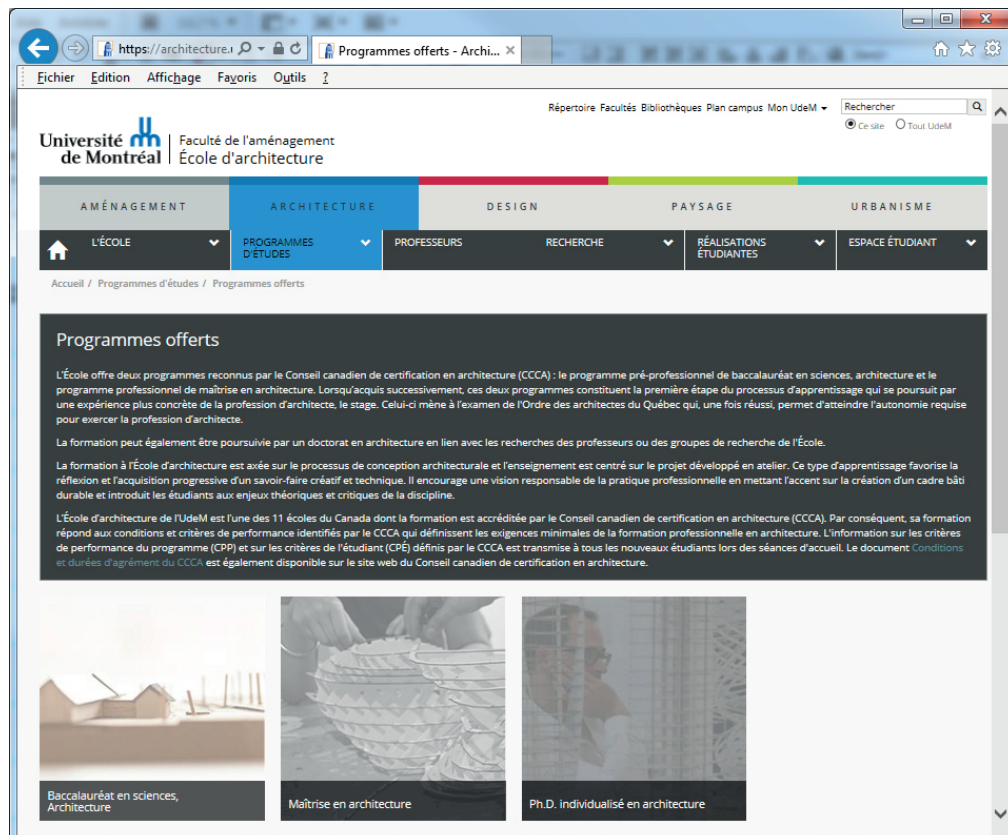 https://architecture.u
Programmes offerts - Archi...
Fichier Edition Affichage Favoris Outils ?
Répertoire Facultés Bibliothèques Plan campus Mon UdeM
Rechercher
Ce site Tout UdeM
Université de Montréal
Faculté de l'aménagement
École d'architecture
AMÉNAGEMENT ARCHITECTURE DESIGN PAYSAGE URBANISME
L'ÉCOLE PROGRAMMES D'ÉTUDES PROFESSEURS RECHERCHE RÉALISATIONS ÉTUDIANTES ESPACE ÉTUDIANT
Accueil / Programmes d'études / Programmes offerts
Programmes offerts
L'École offre deux programmes reconnus par le Conseil canadien de certification en architecture (CCCA) : le programme pré-professionnel de baccalauréat en sciences, architecture et le
programme professionnel de maîtrise en architecture. Lorsqu'acquis successivement, ces deux programmes constituent la première étape du processus d'apprentissage qui se poursuit par
une expérience plus concrète de la profession d'architecte, le stage. Celui-ci mène à l'examen de l'Ordre des architectes du Québec qui, une fois réussi, permet d'atteindre l'autonomie requise
pour exercer la profession d'architecte.
La formation peut également être poursuivie par un doctorat en architecture en lien avec les recherches des professeurs ou des groupes de recherche de l'École.
La formation à l'École d'architecture est axée sur le processus de conception architecturale et l'enseignement est centré sur le projet développé en atelier. Ce type d'apprentissage favorise la
réflexion et l'acquisition progressive d'un savoir-faire créatif et technique. Il encourage une vision responsable de la pratique professionnelle en mettant l'accent sur la création d'un cadre bâti
durable et introduit les étudiants aux enjeux théoriques et critiques de la discipline.
L'École d'architecture de l'UdeM est l'une des 11 écoles du Canada dont la formation est accréditée par le Conseil canadien de certification en architecture (CCCA). Par conséquent, sa formation
répond aux conditions et critères de performance identifiés par le CCCA qui définissent les exigences minimales de la formation professionnelle en architecture. L'information sur les critères
de performance du programme (CPP) et sur les critères de l'étudiant (CPÉ) définis par le CCCA est transmise à tous les nouveaux étudiants lors des séances d'accueil. Le document Conditions
et durées d'agrément du CCCA est également disponible sur le site web du Conseil canadien de certification en architecture.
Baccalauréat en sciences,
Architecture
Maîtrise en architecture
Ph.D. individualisé en architecture